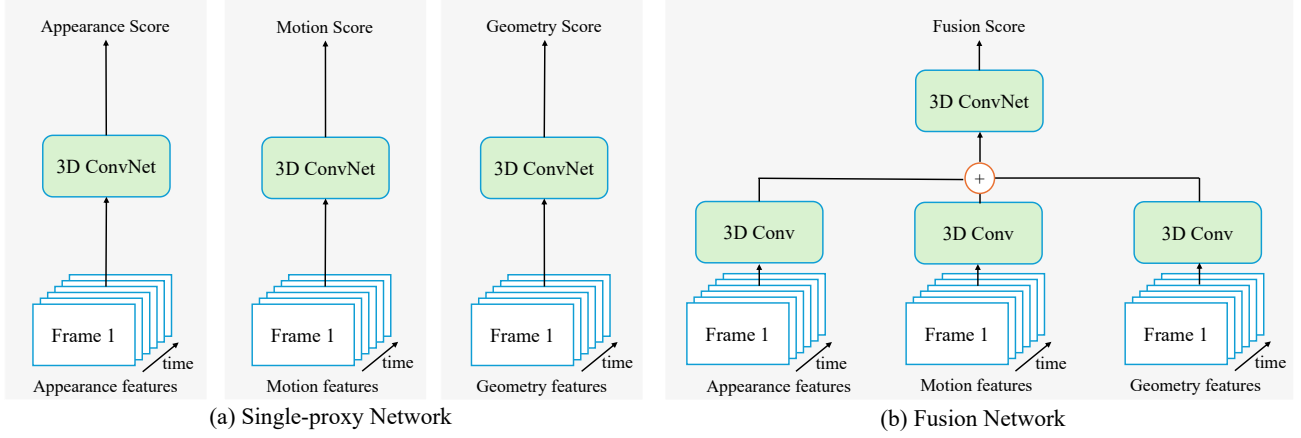 Appearance Score
3D ConvNet
Frame 1
time
Appearance features
Motion Score
3D ConvNet
Frame 1
time
Motion features
Geometry Score
3D ConvNet
Frame 1
time
Geometry features
(a) Single-proxy Network
Fusion Score
3D ConvNet
+
3D Conv
3D Conv
3D Conv
Frame 1
time
Appearance features
Frame 1
time
Motion features
Frame 1
time
Geometry features
(b) Fusion Network